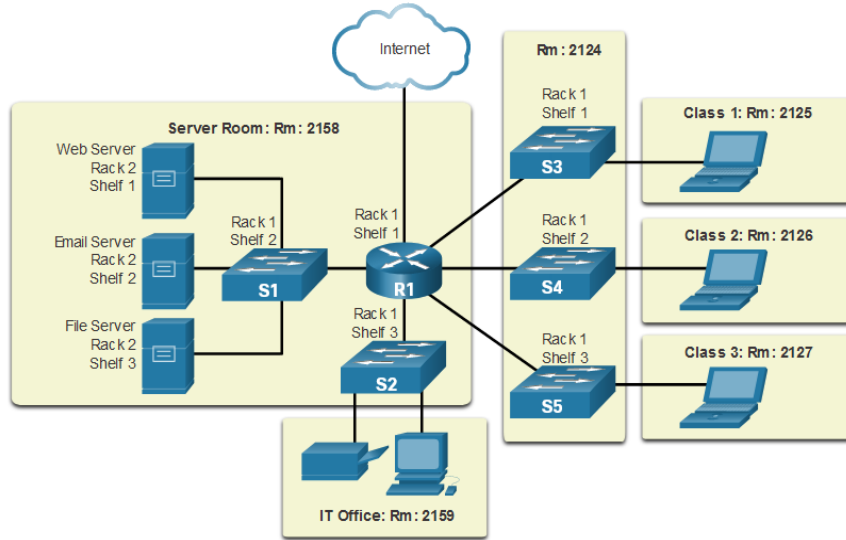 Internet
Rm: 2124
Server Room: Rm: 2158
Web Server
Rack 2
Shelf 1
Email Server
Rack 2
Shelf 2
File Server
Rack 2
Shelf 3
Rack 1
Shelf 2
S1
Rack 1
Shelf 1
R1
Rack 1
Shelf 3
S2
IT Office: Rm: 2159
Rack 1
Shelf 1
S3
Rack 1
Shelf 2
S4
Rack 1
Shelf 3
S5
Class 1: Rm: 2125
Class 2: Rm: 2126
Class 3: Rm: 2127